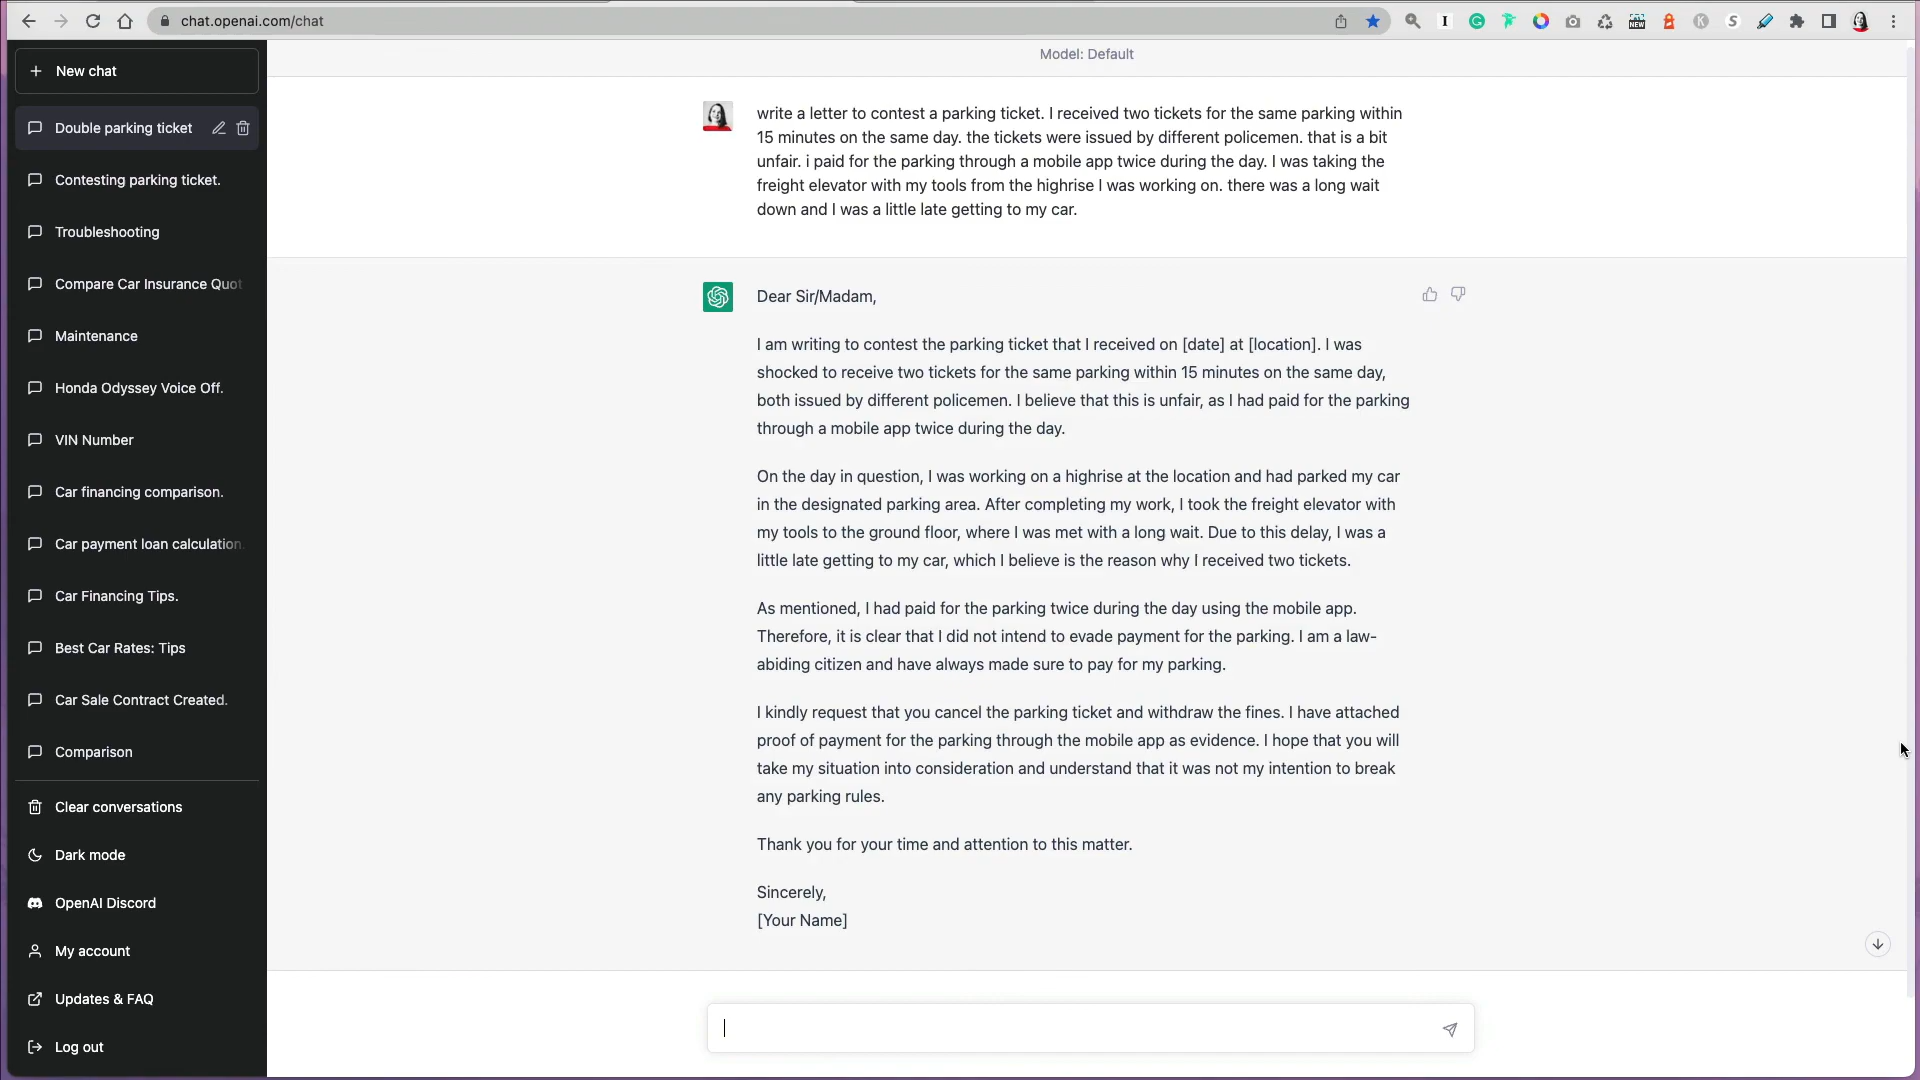 chat.openai.com/chat
NEW
Model: Default
New chat
Double parking ticket
Contesting parking ticket.
Troubleshooting
Compare Car Insurance Quot
Maintenance
Honda Odyssey Voice Off.
VIN Number
Car financing comparison.
Car payment loan calculation.
Car Financing Tips.
Best Car Rates: Tips
Car Sale Contract Created.
Comparison
Clear conversations
Dark mode
OpenAI Discord
My account
Updates & FAQ
Log out
write a letter to contest a parking ticket. I received two tickets for the same parking within
15 minutes on the same day. the tickets were issued by different policemen. that is a bit
unfair. i paid for the parking through a mobile app twice during the day. I was taking the
freight elevator with my tools from the highrise I was working on. there was a long wait
down and I was a little late getting to my car.
Dear Sir/Madam,
I am writing to contest the parking ticket that I received on [date] at [location]. I was
shocked to receive two tickets for the same parking within 15 minutes on the same day,
both issued by different policemen. I believe that this is unfair, as I had paid for the parking
through a mobile app twice during the day.
On the day in question, I was working on a highrise at the location and had parked my car
in the designated parking area. After completing my work, I took the freight elevator with
my tools to the ground floor, where I was met with a long wait. Due to this delay, I was a
little late getting to my car, which I believe is the reason why I received two tickets.
As mentioned, I had paid for the parking twice during the day using the mobile app.
Therefore, it is clear that I did not intend to evade payment for the parking. I am a law-
abiding citizen and have always made sure to pay for my parking.
I kindly request that you cancel the parking ticket and withdraw the fines. I have attached
proof of payment for the parking through the mobile app as evidence. I hope that you will
take my situation into consideration and understand that it was not my intention to break
any parking rules.
Thank you for your time and attention to this matter.
Sincerely,
[Your Name]